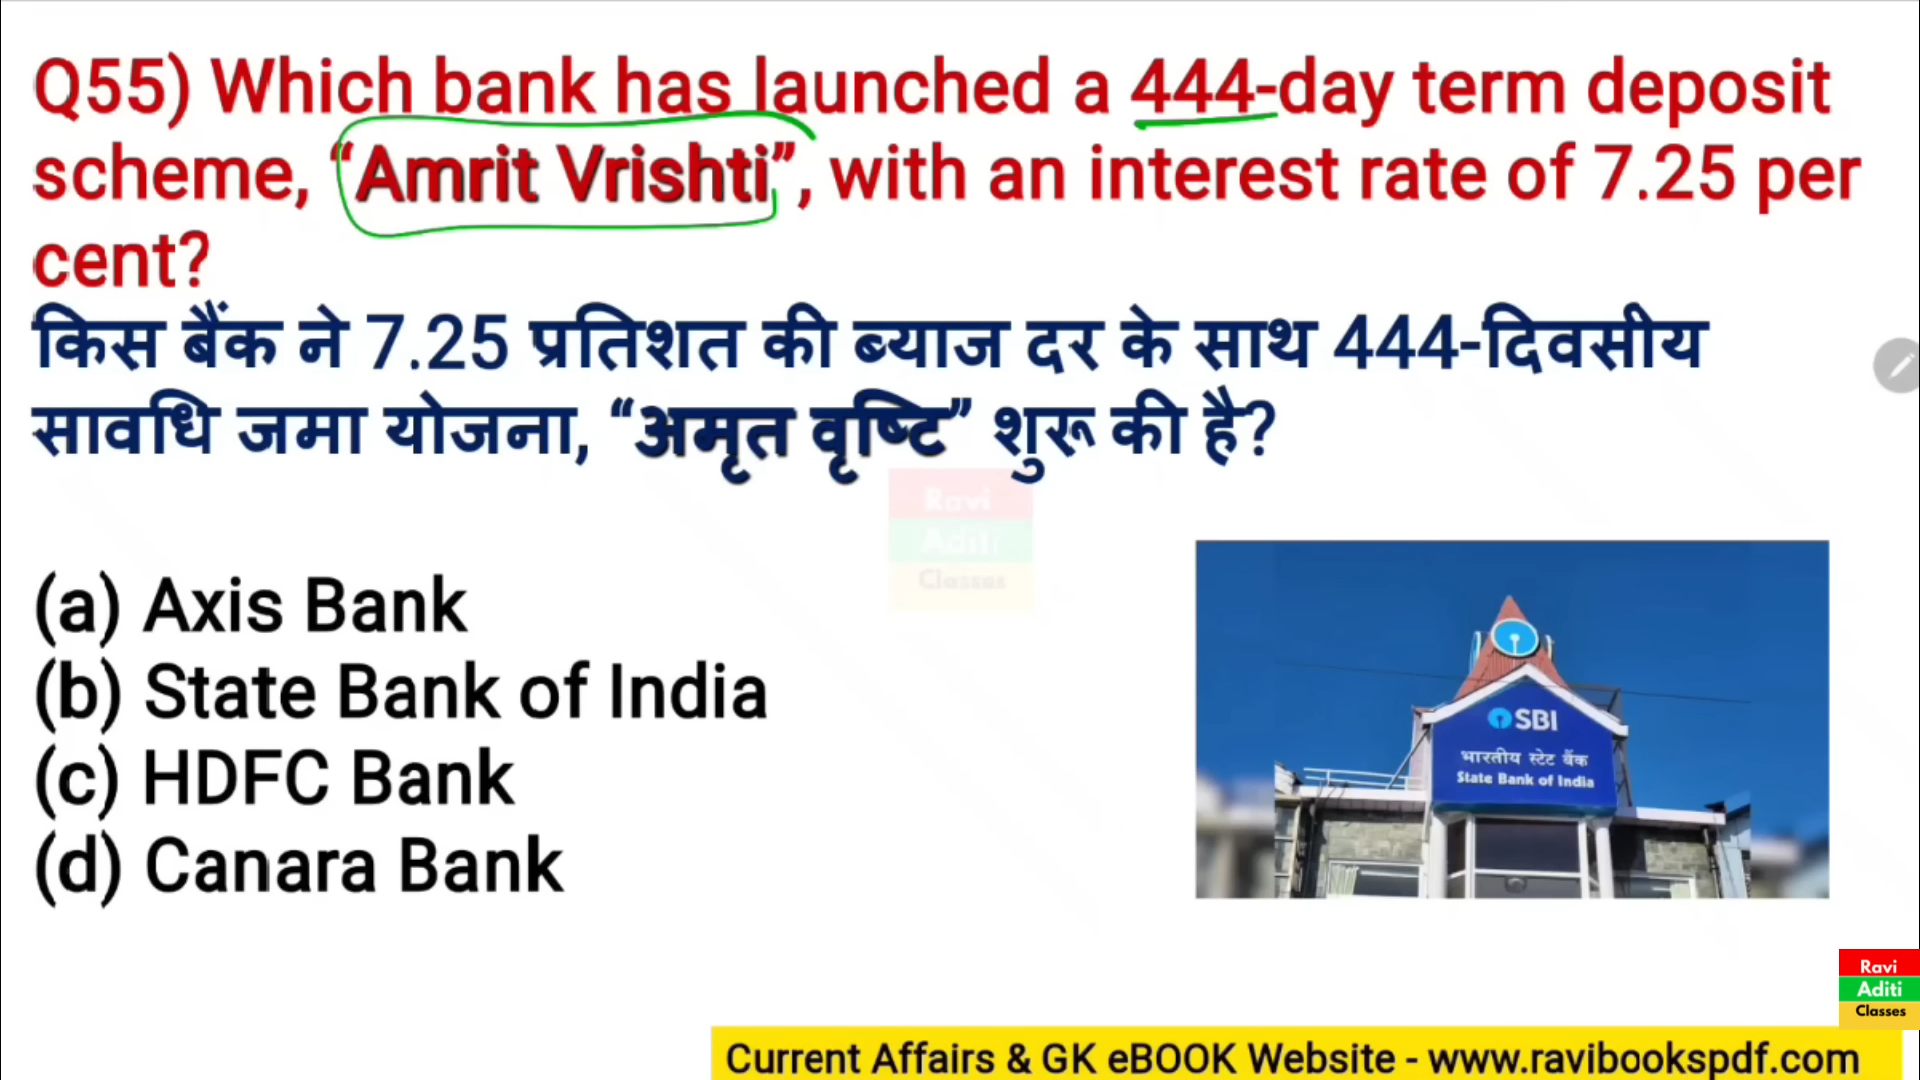 Q55) Which bank has launched a 444-day term deposit
scheme, “Amrit Vrishti”, with an interest rate of 7.25 per
cent?
किस बैंक ने 7.25 प्रतिशत की ब्याज दर के साथ 444-दिवसीय
सावधि जमा योजना, “अमृत वृष्टि” शुरू की है?
Ravi
Aditi
Classes
(a) Axis Bank
(b) State Bank of India
(c) HDFC Bank
(d) Canara Bank
SBI
भारतीय स्टेट बैंक
State Bank of India
Ravi
Aditi
Classes
Current Affairs & GK eBOOK Website - www.ravibookspdf.com